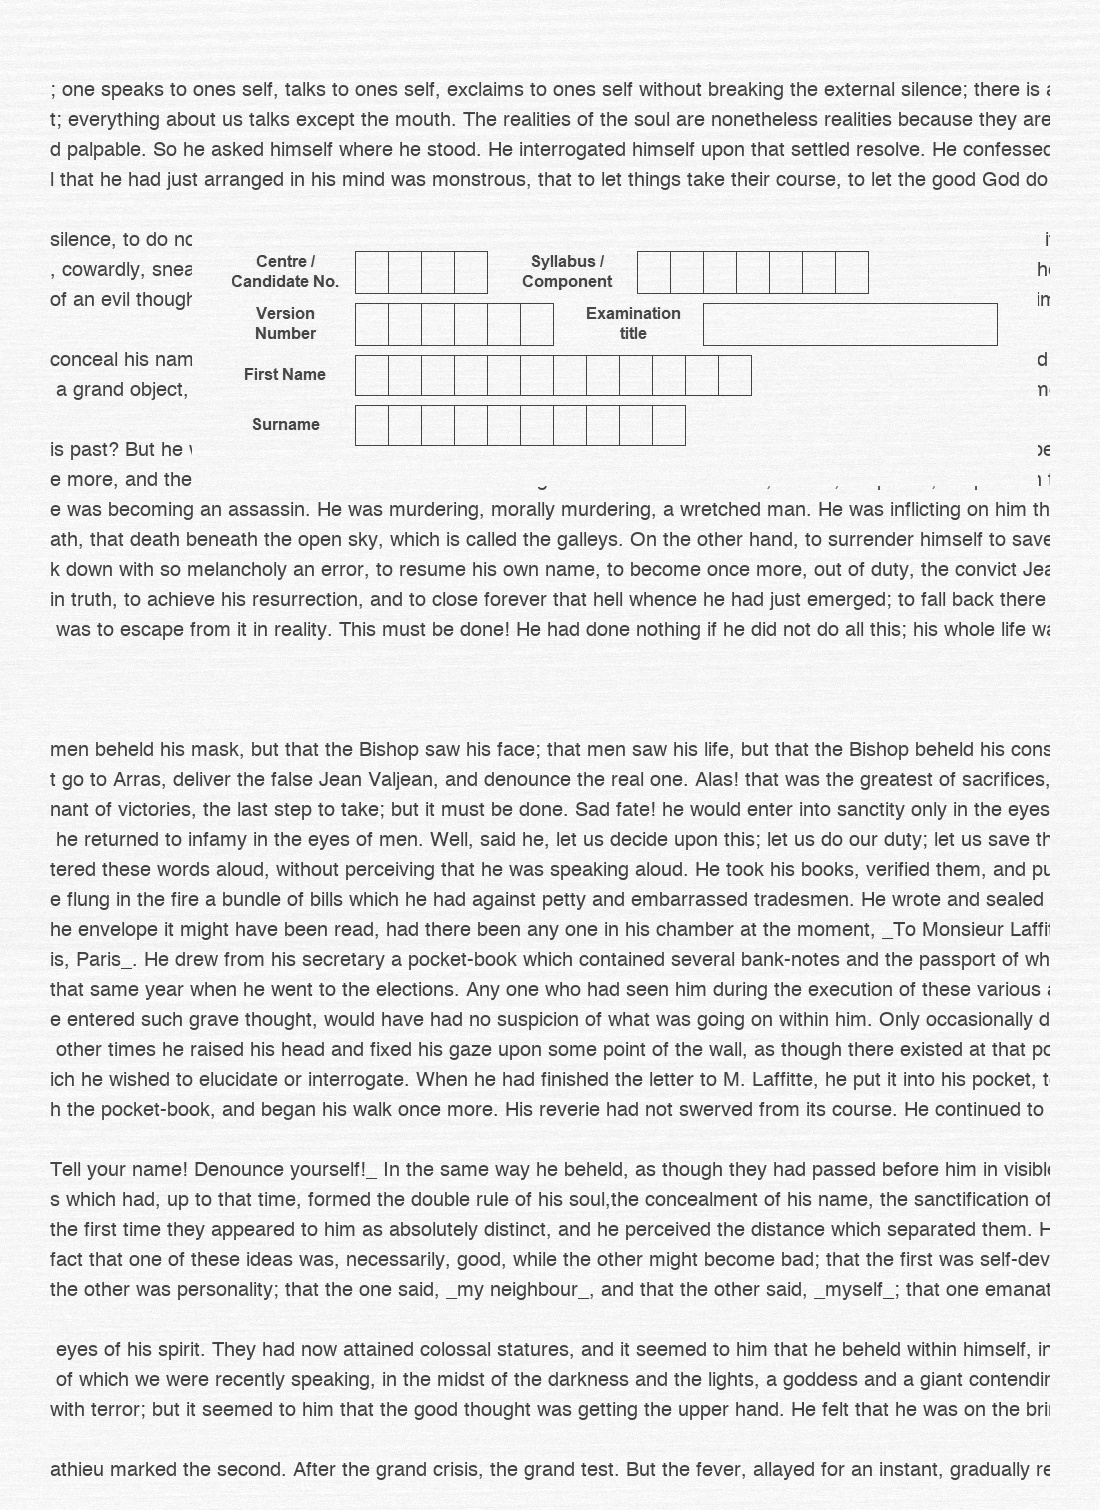 ; one speaks to ones self, talks to ones self, exclaims to ones self without breaking the external silence; there is
t; everything about us talks except the mouth. The realities of the soul are nonetheless realities because they are
d palpable. So he asked himself where he stood. He interrogated himself upon that settled resolve. He confessed
l that he had just arranged in his mind was monstrous, that to let things take their course, to let the good God do
silence, to do
, cowardly,
of an evil
conceal his
a grand object,
is past? But he
e more, and the
Centre /
Candidate No.
Syllabus /
Component
Version
Number
Examination
title
First Name
Surname
e was becoming an assassin. He was murdering, morally murdering, a wretched man. He was inflicting on him th
ath, that death beneath the open sky, which is called the galleys. On the other hand, to surrender himself to save
k down with so melancholy an error, to resume his own name, to become once more, out of duty, the convict Jea
in truth, to achieve his resurrection, and to close forever that hell whence he had just emerged; to fall back there
was to escape from it in reality. This must be done! He had done nothing if he did not do all this; his whole life wa
men beheld his mask, but that the Bishop saw his face; that men saw his life, but that the Bishop beheld his cons
t go to Arras, deliver the false Jean Valjean, and denounce the real one. Alas! that was the greatest of sacrifices,
nant of victories, the last step to take; but it must be done. Sad fate! he would enter into sanctity only in the eyes
he returned to infamy in the eyes of men. Well, said he, let us decide upon this; let us do our duty; let us save th
tered these words aloud, without perceiving that he was speaking aloud. He took his books, verified them, and pu
e flung in the fire a bundle of bills which he had against petty and embarrassed tradesmen. He wrote and sealed
he envelope it might have been read, had there been any one in his chamber at the moment, _To Monsieur Laffit
is, Paris_. He drew from his secretary a pocket-book which contained several bank-notes and the passport of wh
that same year when he went to the elections. Any one who had seen him during the execution of these various
e entered such grave thought, would have had no suspicion of what was going on within him. Only occasionally d
other times he raised his head and fixed his gaze upon some point of the wall, as though there existed at that po
ich he wished to elucidate or interrogate. When he had finished the letter to M. Laffitte, he put it into his pocket, t
h the pocket-book, and began his walk once more. His reverie had not swerved from its course. He continued to
Tell your name! Denounce yourself!_ In the same way he beheld, as though they had passed before him in visible
s which had, up to that time, formed the double rule of his soul,the concealment of his name, the sanctification of
the first time they appeared to him as absolutely distinct, and he perceived the distance which separated them. H
fact that one of these ideas was, necessarily, good, while the other might become bad; that the first was self-dev
the other was personality; that the one said, _my neighbour_, and that the other said, _myself_; that one emanat
eyes of his spirit. They had now attained colossal statures, and it seemed to him that he beheld within himself, in
of which we were recently speaking, in the midst of the darkness and the lights, a goddess and a giant contendin
with terror; but it seemed to him that the good thought was getting the upper hand. He felt that he was on the bri
athieu marked the second. After the grand crisis, the grand test. But the fever, allayed for an instant, gradually re